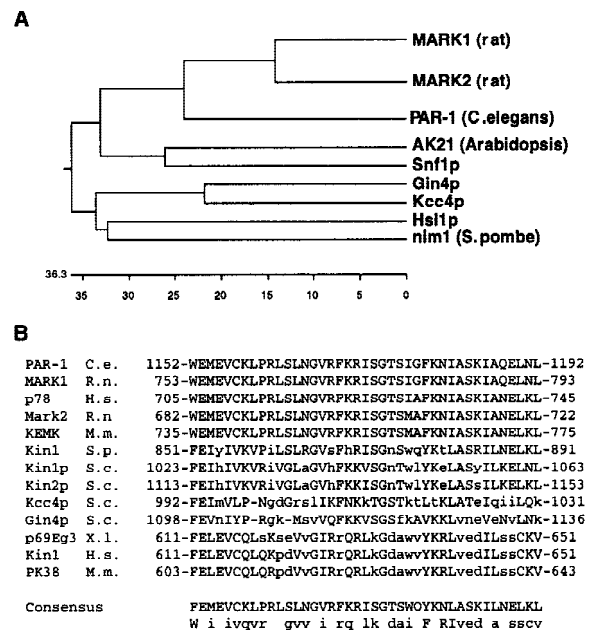 A
MARK1 (rat)
MARK2 (rat)
PAR-1 (C.elegans)
AK21 (Arabidopsis)
Snf1p
Gin4p
Kcc4p
Hsl1p
nim1 (S.pombe)
36.3
35 30 25 20 15 10 5 0
B
PAR-1 C.e. 1152-WEMEVCKLPRLSLNGVRFKRISGTSIGFKNIASKIAQELNL-1192
MARK1 R.n. 753-WEMEVCKLPRLSLNGVRFKRISGTSIAFKNIASKIANELKL-793
p78 H.s. 705-WEMEVCKLPRLSLNGVRFKRISGTSIAFKNIASKIANELKL-745
Mark2 R.n 682-WEMEVCKLPRLSLNGVRFKRISGTSMAFKNIASKIANELKL-722
KEMK M.m. 735-WEMEVCKLPRLSLNGVRFKRISGTSMAFKNIASKIANELKL-775
Kin1 S.p. 851-FEIyIVKVPiLSLRGVsFhRISGnSwqYKtLASRILNELKL-891
Kin1p S.c. 1023-FEIhIVKVRiVGLaGVhFKKVSGnTwlYKeLASyILKELNL-1063
Kin2p S.c. 1113-FEIhIVKVRiVGLaGVhFKKISGnTwlYKeLASsILKELKL-1153
Kcc4p S.c. 992-FEImVLP-NgdGrslIKFNKkTGSTktLtKLATeIqiiLQk-1031
Gin4p S.c. 1098-FEVnIYP-Rgk-MsvVQFKKVSGSfkAVKKLvneVeNvLNk-1136
p69Eg3 X.l. 611-FELEVCQLsKseVvGIRrQRLkGdawvYKRLvedILssCKV-651
Kin1 H.s. 611-FELEVCQLQKpdVvGIRrQRLkGdawvYKRLvedILssCKV-651
PK38 M.m. 603-FELEVCQLQRpdVvGIRrQRLkGdawvYKRLvedILssCKV-643
Consensus FEMEVCKLPRLSLNGVRFKRISGTSWOYKNLASKILNELKL
W i ivqvr gvv i rq lk dai F RIved a sscv